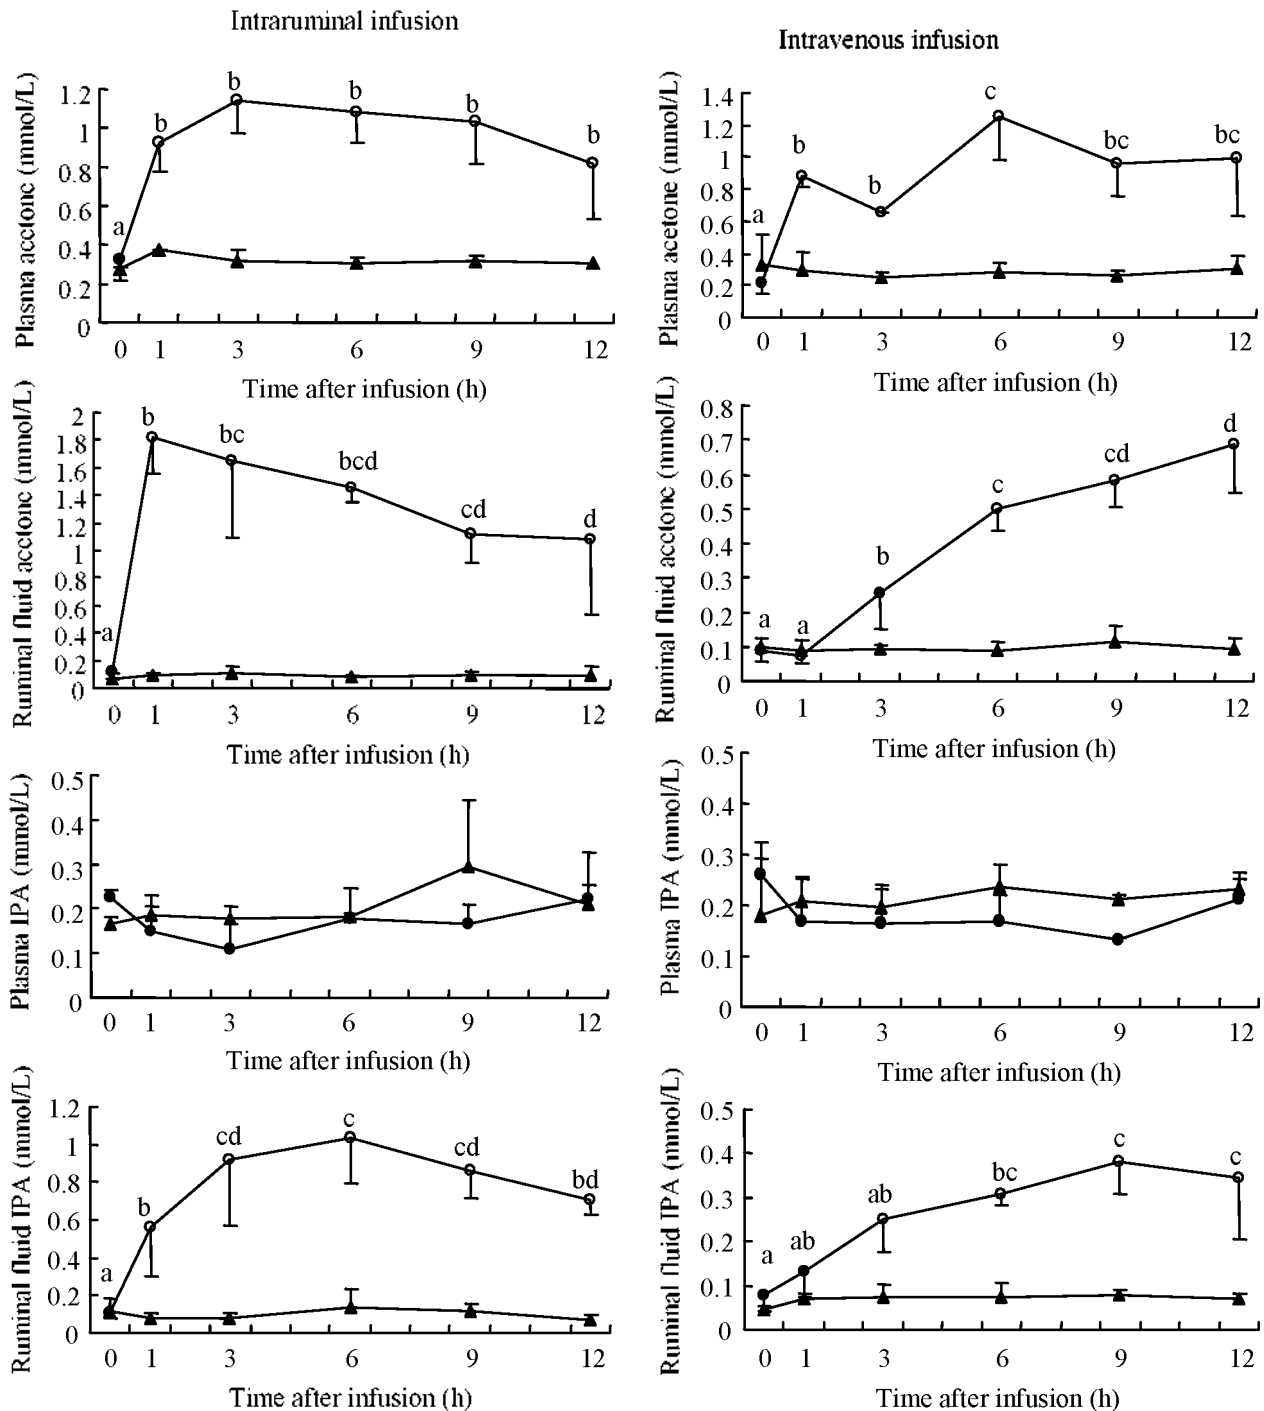 Intraruminal infusion
Intravenous infusion
Plasma acetone (mmol/L)
1.2
1
0.8
0.6
0.4
0.2
0
a
b
b
b
b
b
0 1 3 6 9 12
Time after infusion (h)
Plasma acetone (mmol/L)
1.4
1.2
1
0.8
0.6
0.4
0.2
0
a
b
b
c
bc
bc
0 1 3 6 9 12
Time after infusion (h)
Ruminal fluid acetone (mmol/L)
2
1.8
1.6
1.4
1.2
1
0.8
0.6
0.4
0.2
0
a
b
bc
bcd
cd
d
0 1 3 6 9 12
Time after infusion (h)
Ruminal fluid acetone (mmol/L)
0.8
0.7
0.6
0.5
0.4
0.3
0.2
0.1
0
a
a
b
c
cd
d
0 1 3 6 9 12
Time after infusion (h)
Plasma IPA (mmol/L)
0.5
0.4
0.3
0.2
0.1
0
0 1 3 6 9 12
Time after infusion (h)
Plasma IPA (mmol/L)
0.5
0.4
0.3
0.2
0.1
0
0 1 3 6 9 12
Time after infusion (h)
Ruminal fluid IPA (mmol/L)
1.2
1
0.8
0.6
0.4
0.2
0
a
b
cd
c
cd
bd
0 1 3 6 9 12
Time after infusion (h)
Ruminal fluid IPA (mmol/L)
0.5
0.4
0.3
0.2
0.1
0
a
ab
ab
bc
c
c
0 1 3 6 9 12
Time after infusion (h)